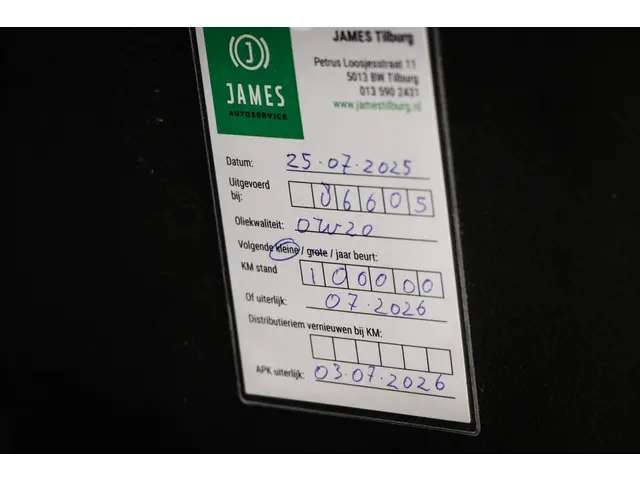 JAMES Tilburg
Petrus Loosjesstraat 11
5013 BW Tilburg
013 590 2431
www.jamestilburg.nl
J
JAMES
AUTOSERVICE
Datum: 25.07.2025
Uitgevoerd bij: 86605
Oliekwaliteit: 0W20
Volgende kleine / grote / jaar beurt:
KM stand 100000
Of uiterlijk: 07.2026
Distributieriem vernieuwen bij KM:
APK uiterlijk: 03.07.2026